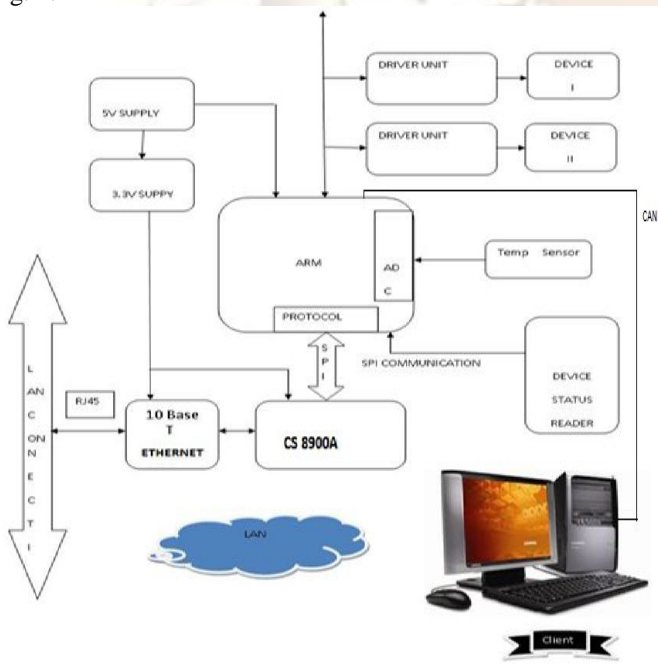 DRIVER UNIT
DEVICE
I
5V SUPPLY
DRIVER UNIT
DEVICE
II
3.3V SUPPY
CAN
ARM
AD
C
Temp Sensor
PROTOCOL
S
P
I
SPI COMMUNICATION
DEVICE
STATUS
READER
L
AN
C
ON
N
E
C
T
I
RJ45
10 Base
T
ETHERNET
CS 8900A
LAN
Client